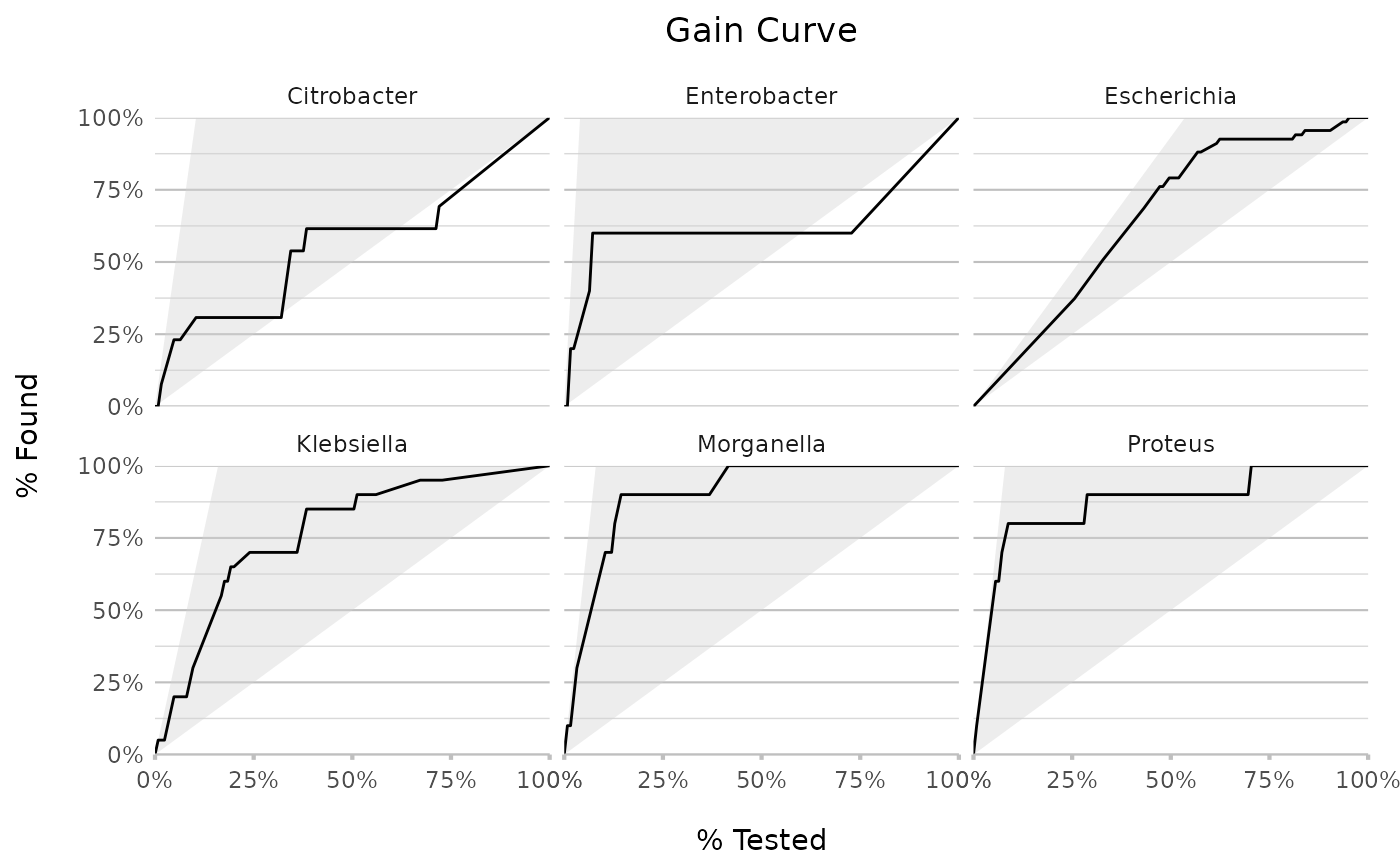 Gain Curve
Citrobacter Enterobacter Escherichia
100%
75%
50%
25%
0%
% Found
Klebsiella Morganella Proteus
100%
75%
50%
25%
0%
0% 25% 50% 75% 100% 0% 25% 50% 75% 100% 0% 25% 50% 75% 100%
% Tested